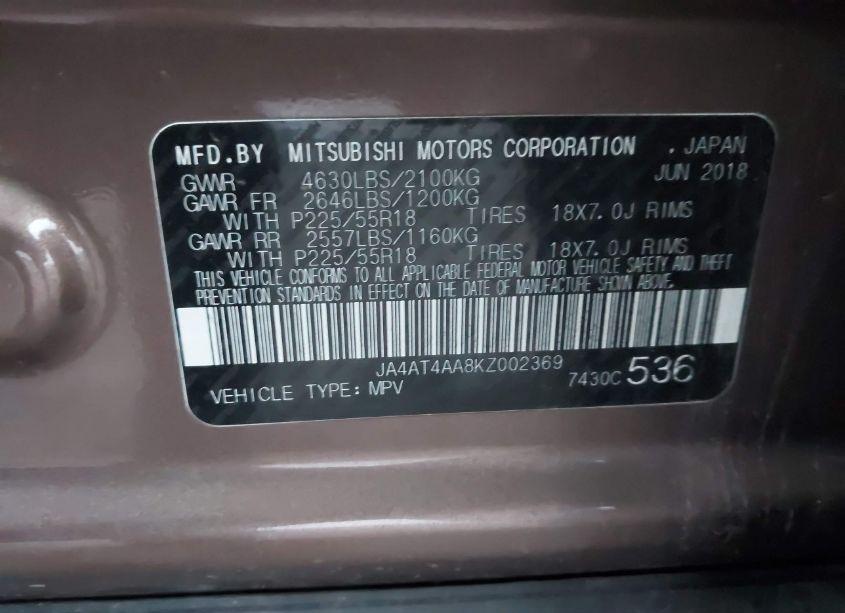 MFD.BY MITSUBISHI MOTORS CORPORATION . JAPAN
GVWR 4630LBS/2100KG JUN 2018
GAWR FR 2646LBS/1200KG
WITH P225/55R18 TIRES 18X7.0J RIMS
GAWR RR 2557LBS/1160KG
WITH P225/55R18 TIRES 18X7.0J RIMS
THIS VEHICLE CONFORMS TO ALL APPLICABLE FEDERAL MOTOR VEHICLE SAFETY AND THEFT
PREVENTION STANDARDS IN EFFECT ON THE DATE OF MANUFACTURE SHOWN ABOVE.
JA4AT4AA8KZ002369
VEHICLE TYPE: MPV 7430C 536